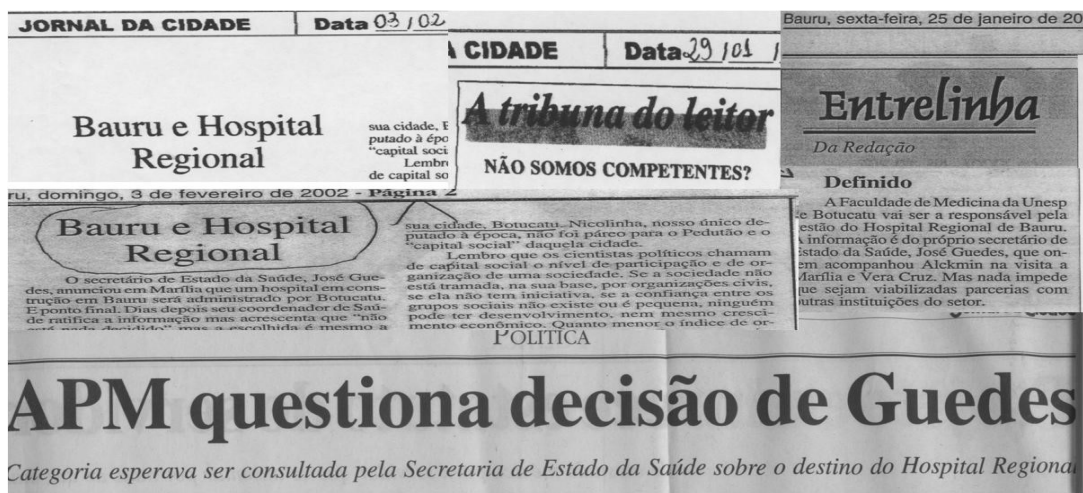 JORNAL DA CIDADE Data 03/02
Bauru e Hospital
Regional
sua cidade,
putado à épo
"capital soci
Lembro
de capital so
A CIDADE Data 29/01/
A tribuna do leitor
NÃO SOMOS COMPETENTES?
Bauru, sexta-feira, 25 de janeiro de 20
Entrelinha
Da Redação
Definido
A Faculdade de Medicina da Unesp
e Botucatu vai ser a responsável pela
estão do Hospital Regional de Bauru.
A informação é do próprio secretário de
Estado da Saúde, José Guedes, que on-
em acompanhou Alckmin na visita a
Marília e Vera Cruz. Mas nada impede
que sejam viabilizadas parcerias com
outras instituições do setor.
ru, domingo, 3 de fevereiro de 2002 - Página 2
Bauru e Hospital
Regional
O secretário de Estado da Saúde, José Gue-
des, anunciou em Marília que um hospital em cons-
trução em Bauru será administrado por Botucatu.
E ponto final. Dias depois seu coordenador de Saú-
de ratifica a informação mas acrescenta que "não
está nada decidido" mas a escolhida é mesmo a
sua cidade, Botucatu. Nicolinha, nosso único de-
putado à época, não foi páreo para o Pedutão e o
"capital social" daquela cidade.
Lembro que os cientistas políticos chamam
de capital social o nível de participação e de or-
ganização de uma sociedade. Se a sociedade não
está tramada, na sua base, por organizações civis,
se ela não tem iniciativa, se a confiança entre os
grupos sociais não existe ou é pequena, ninguém
pode ter desenvolvimento, nem mesmo cresci-
mento econômico. Quanto menor o índice de or-
POLÍTICA
APM questiona decisão de Guedes
Categoria esperava ser consultada pela Secretaria de Estado da Saúde sobre o destino do Hospital Regional